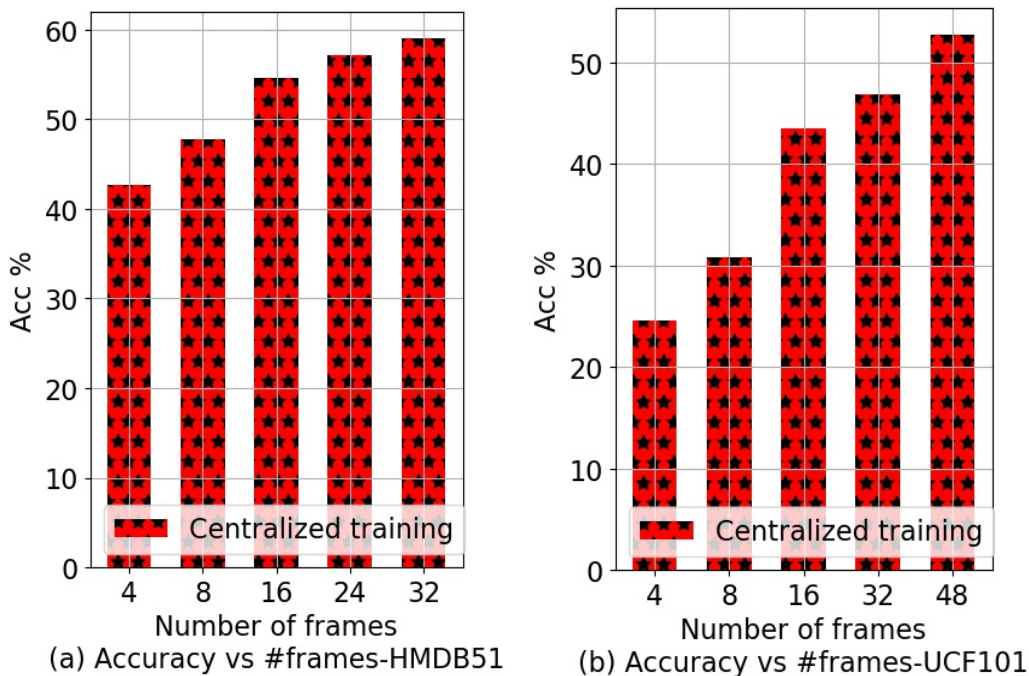 60
50
40
30
20
10
0
Acc %
Centralized training
4 8 16 24 32
Number of frames
(a) Accuracy vs #frames-HMDB51
50
40
30
20
10
0
Acc %
Centralized training
4 8 16 32 48
Number of frames
(b) Accuracy vs #frames-UCF101